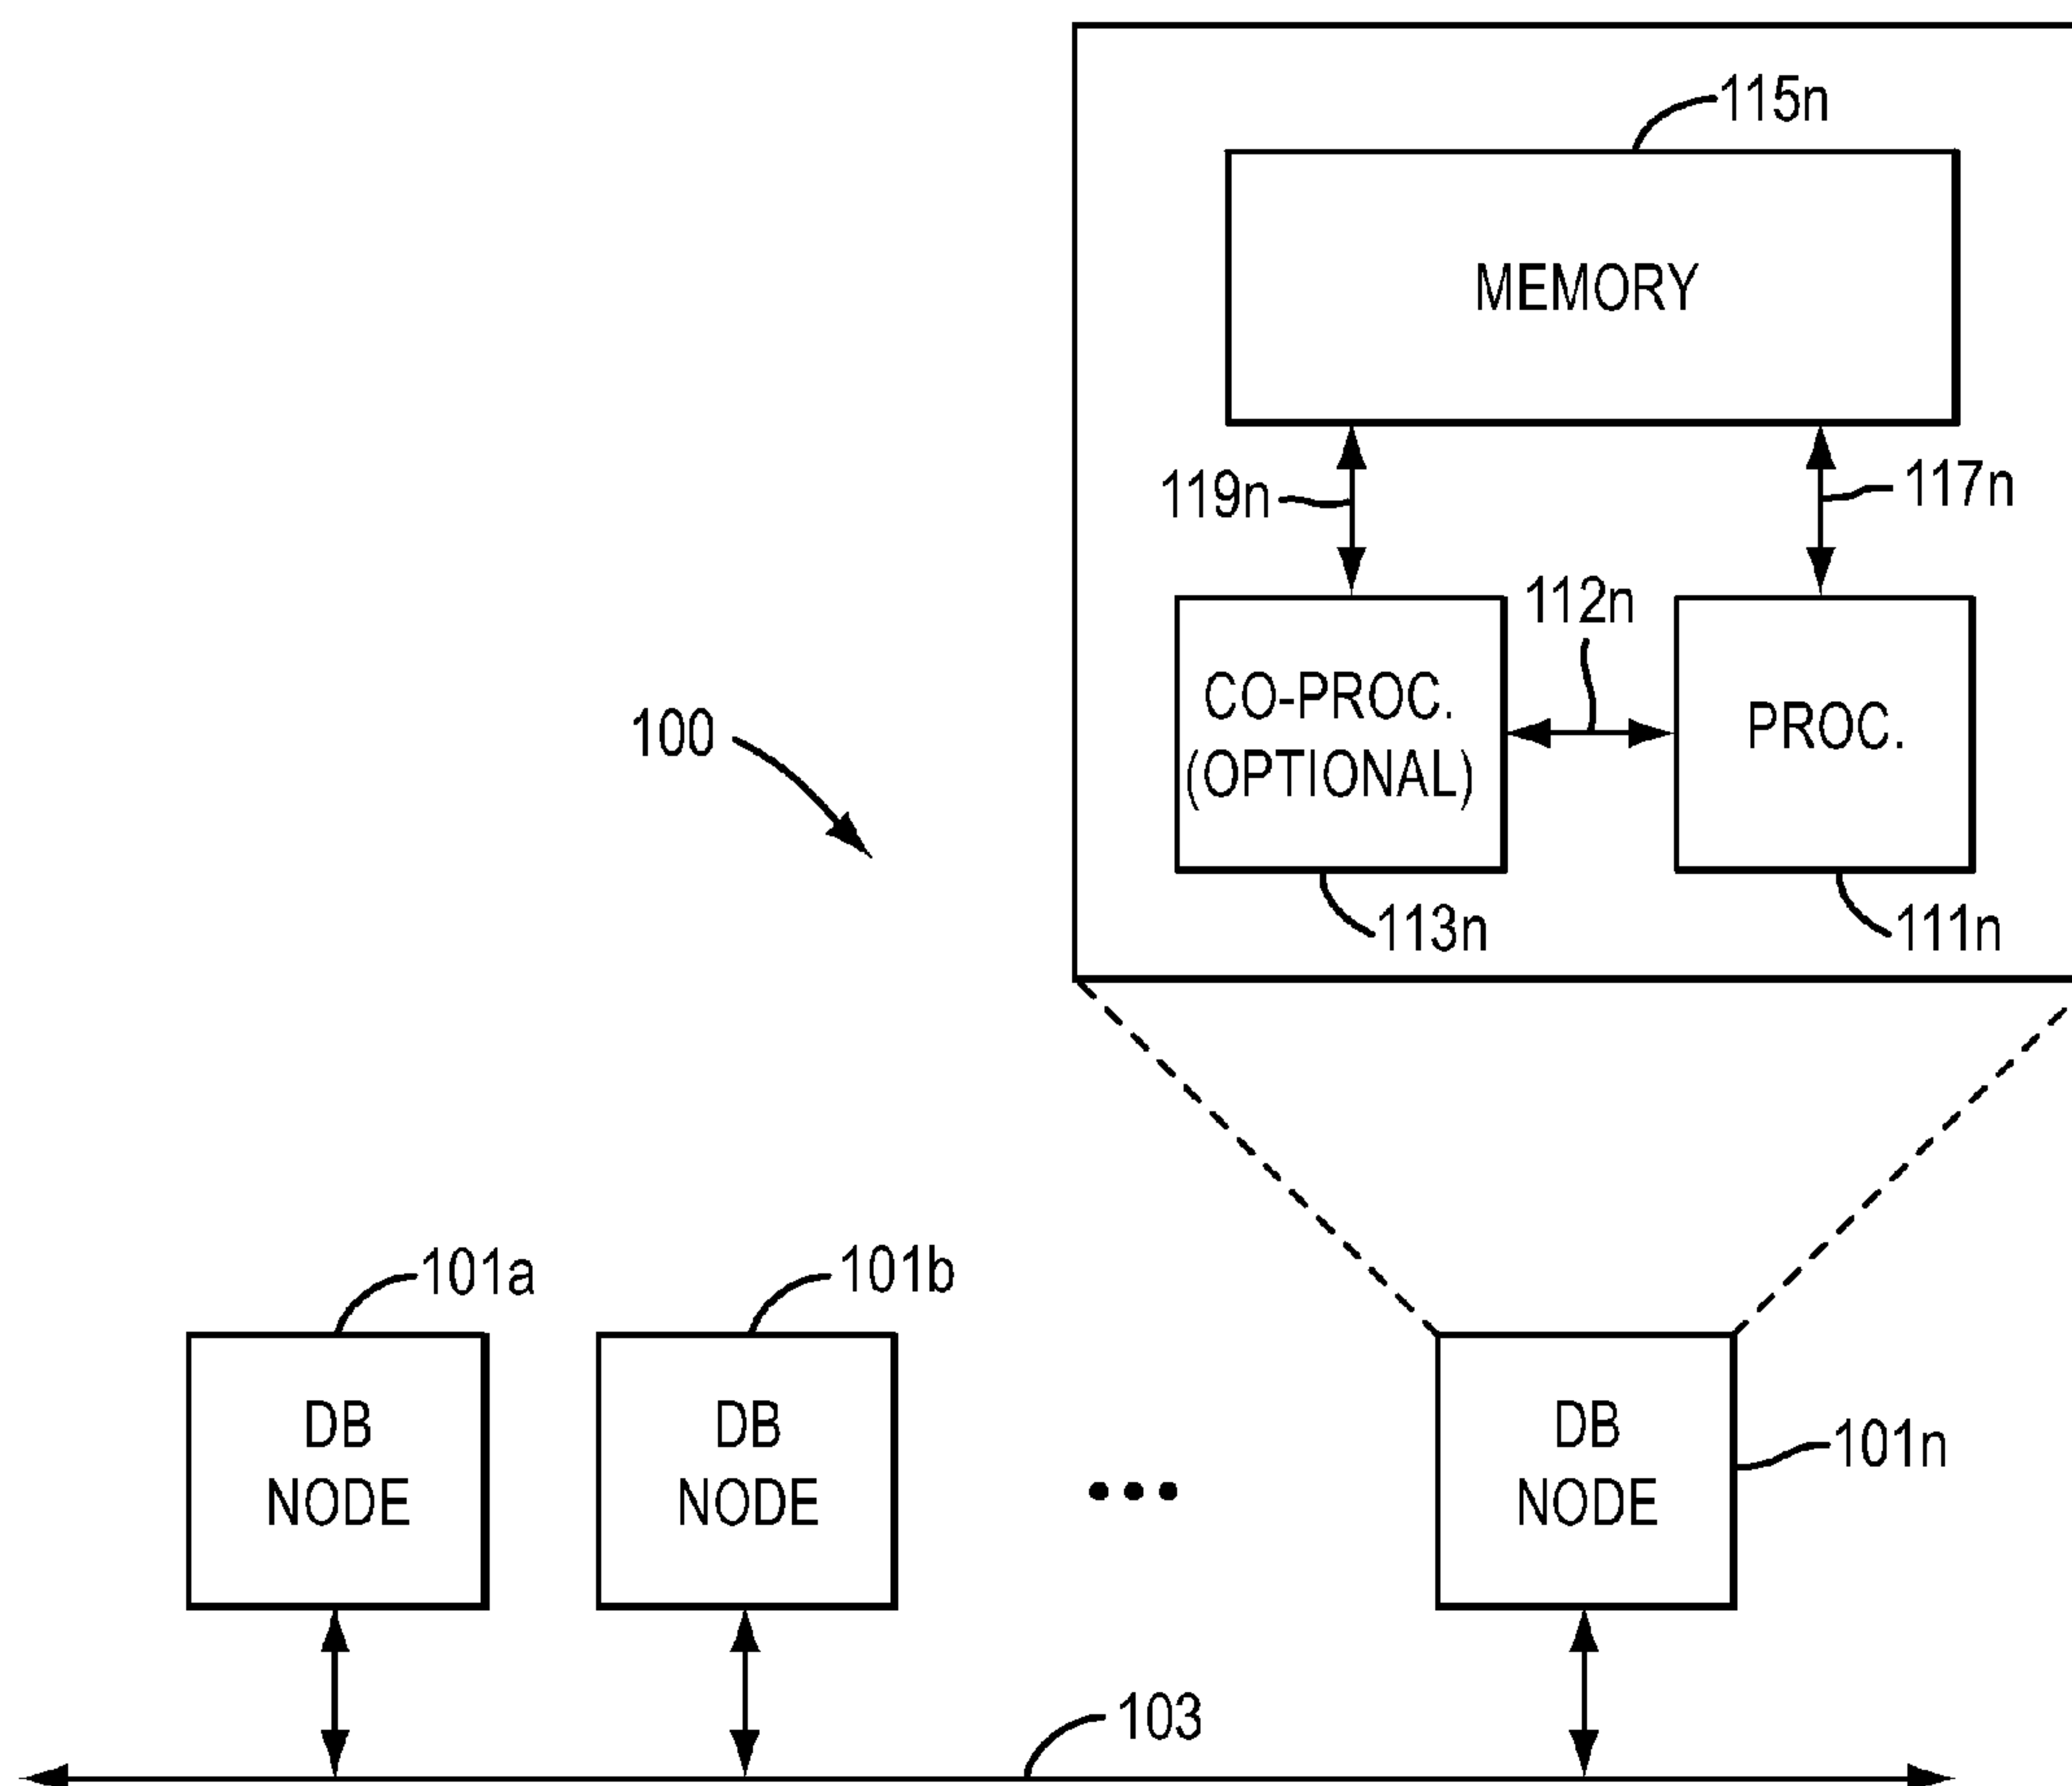 115n
MEMORY
119n
117n
112n
CO-PROC.
(OPTIONAL)
PROC.
100
113n
111n
101a
101b
DB
NODE
DB
NODE
DB
NODE
101n
103